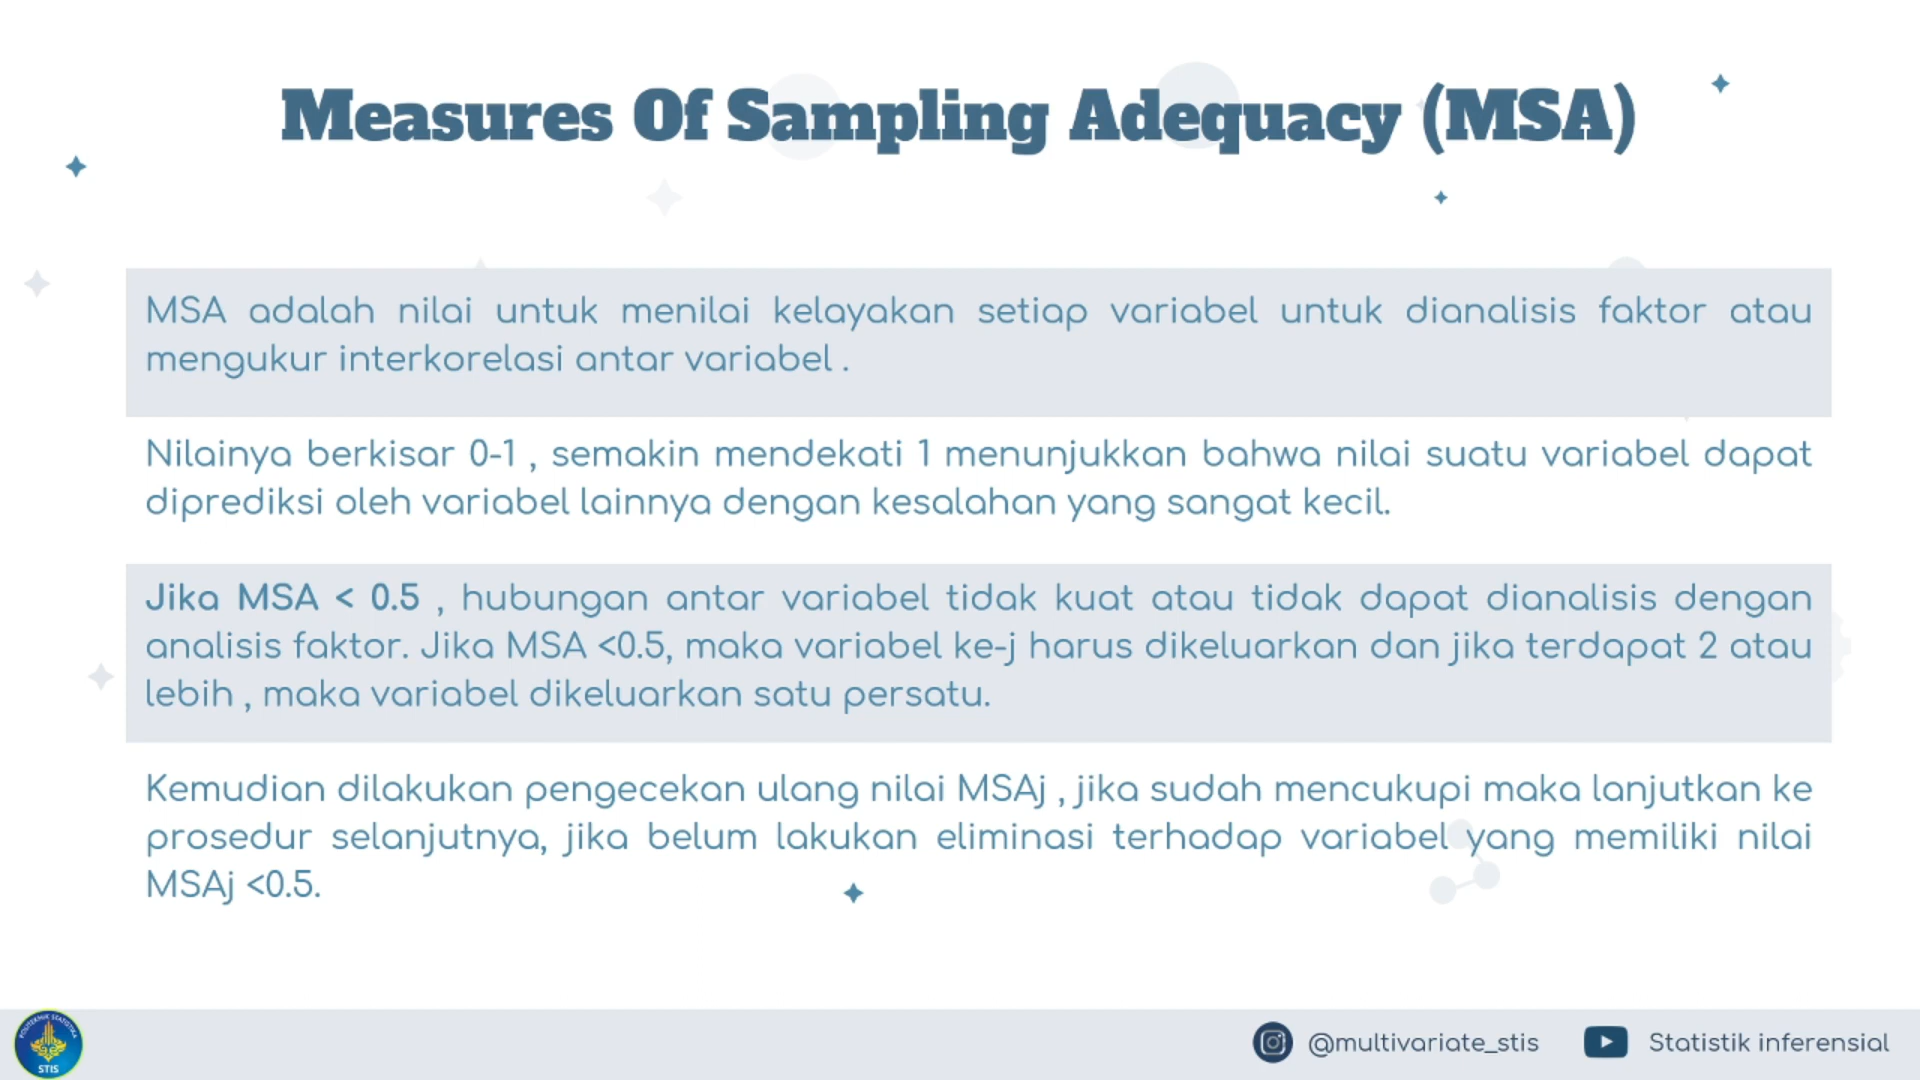 Measures Of Sampling Adequacy (MSA)
MSA adalah nilai untuk menilai kelayakan setiap variabel untuk dianalisis faktor atau
mengukur interkorelasi antar variabel .
Nilainya berkisar 0-1 , semakin mendekati 1 menunjukkan bahwa nilai suatu variabel dapat
diprediksi oleh variabel lainnya dengan kesalahan yang sangat kecil.
Jika MSA < 0.5 , hubungan antar variabel tidak kuat atau tidak dapat dianalisis dengan
analisis faktor. Jika MSA <0.5, maka variabel ke-j harus dikeluarkan dan jika terdapat 2 atau
lebih , maka variabel dikeluarkan satu persatu.
Kemudian dilakukan pengecekan ulang nilai MSAj , jika sudah mencukupi maka lanjutkan ke
prosedur selanjutnya, jika belum lakukan eliminasi terhadap variabel yang memiliki nilai
MSAj <0.5.
POLITEKNIK STATISTIKA
STIS
@multivariate_stis
Statistik inferensial